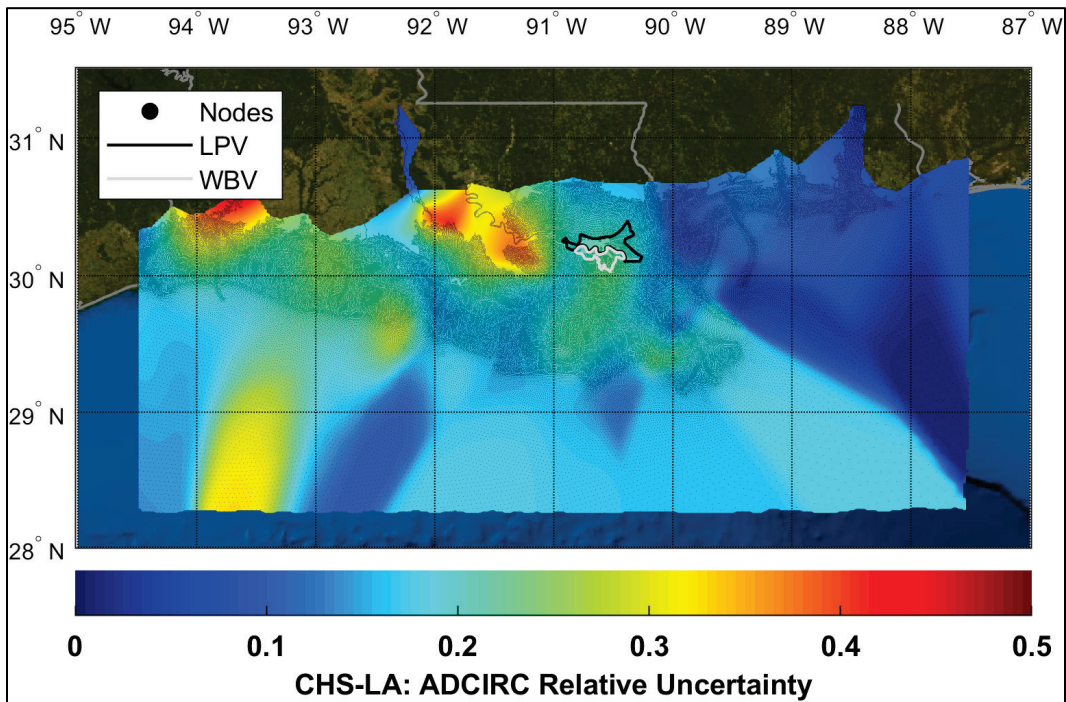 95° W 94° W 93° W 92° W 91° W 90° W 89° W 88° W 87° W
Nodes
LPV
WBV
31° N
30° N
29° N
28° N
0 0.1 0.2 0.3 0.4 0.5
CHS-LA: ADCIRC Relative Uncertainty